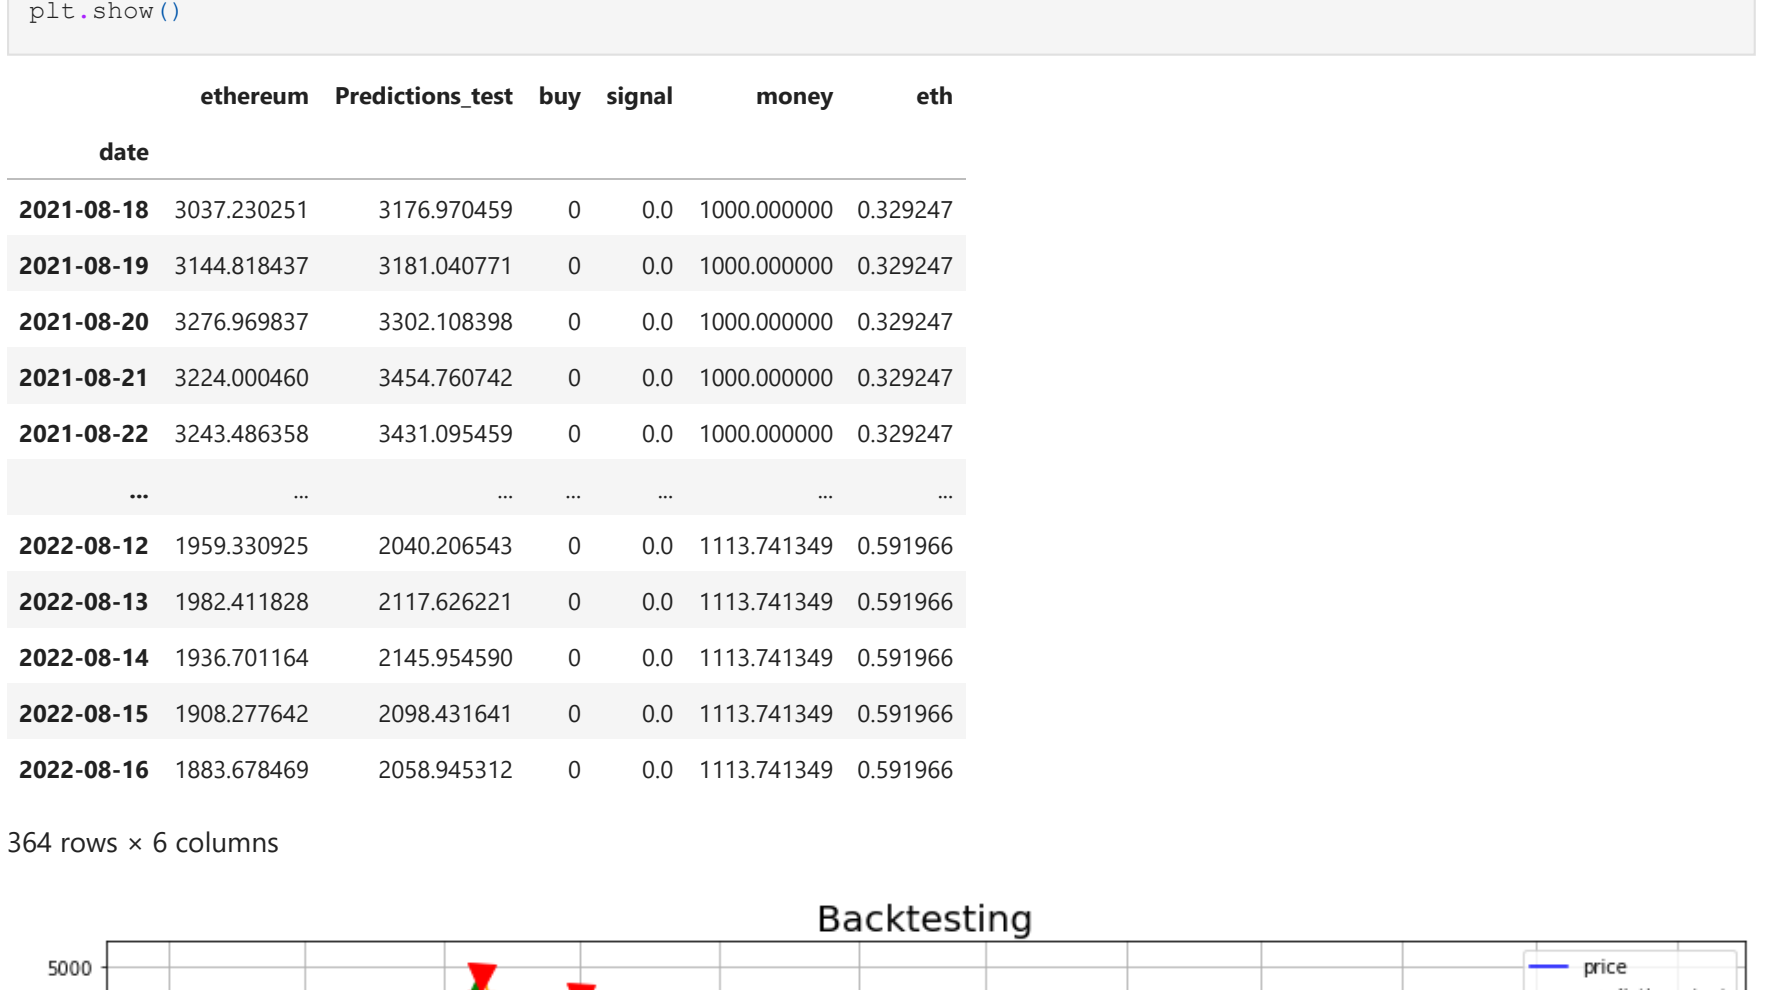 plt.show()
ethereum Predictions_test buy signal money eth
date
2021-08-18 3037.230251 3176.970459 0 0.0 1000.000000 0.329247
2021-08-19 3144.818437 3181.040771 0 0.0 1000.000000 0.329247
2021-08-20 3276.969837 3302.108398 0 0.0 1000.000000 0.329247
2021-08-21 3224.000460 3454.760742 0 0.0 1000.000000 0.329247
2021-08-22 3243.486358 3431.095459 0 0.0 1000.000000 0.329247
... ... ... ... ... ... ...
2022-08-12 1959.330925 2040.206543 0 0.0 1113.741349 0.591966
2022-08-13 1982.411828 2117.626221 0 0.0 1113.741349 0.591966
2022-08-14 1936.701164 2145.954590 0 0.0 1113.741349 0.591966
2022-08-15 1908.277642 2098.431641 0 0.0 1113.741349 0.591966
2022-08-16 1883.678469 2058.945312 0 0.0 1113.741349 0.591966
364 rows × 6 columns
Backtesting
5000
price